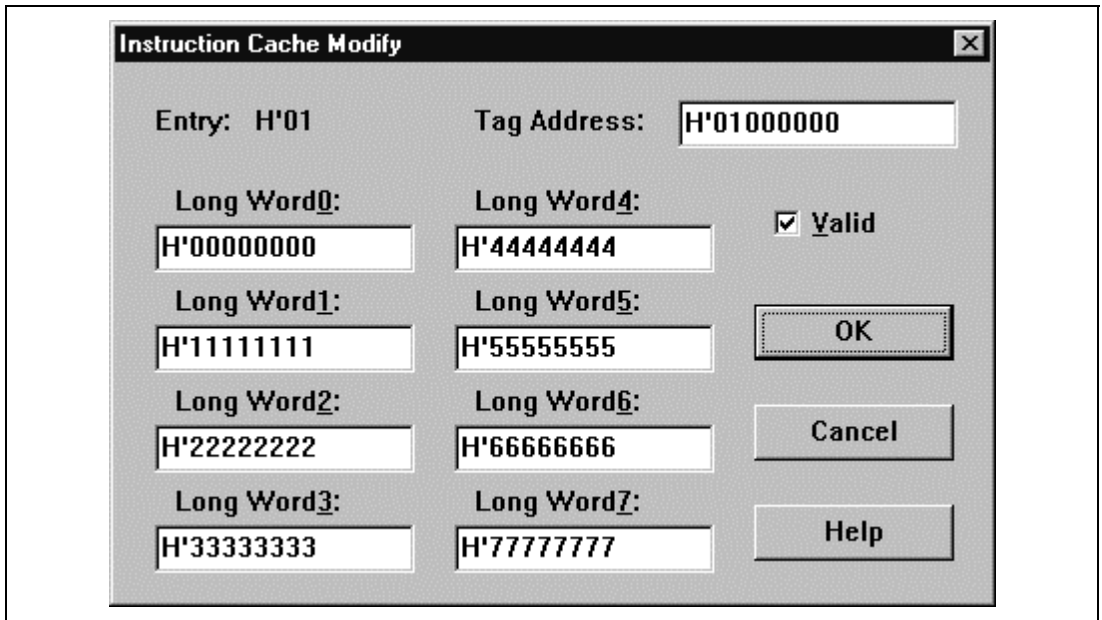 Instruction Cache Modify
Entry: H'01 Tag Address: H'01000000
Long Word0: Long Word4:
H'00000000 H'44444444 Valid
Long Word1: Long Word5:
H'11111111 H'55555555 OK
Long Word2: Long Word6:
H'22222222 H'66666666 Cancel
Long Word3: Long Word7:
H'33333333 H'77777777 Help